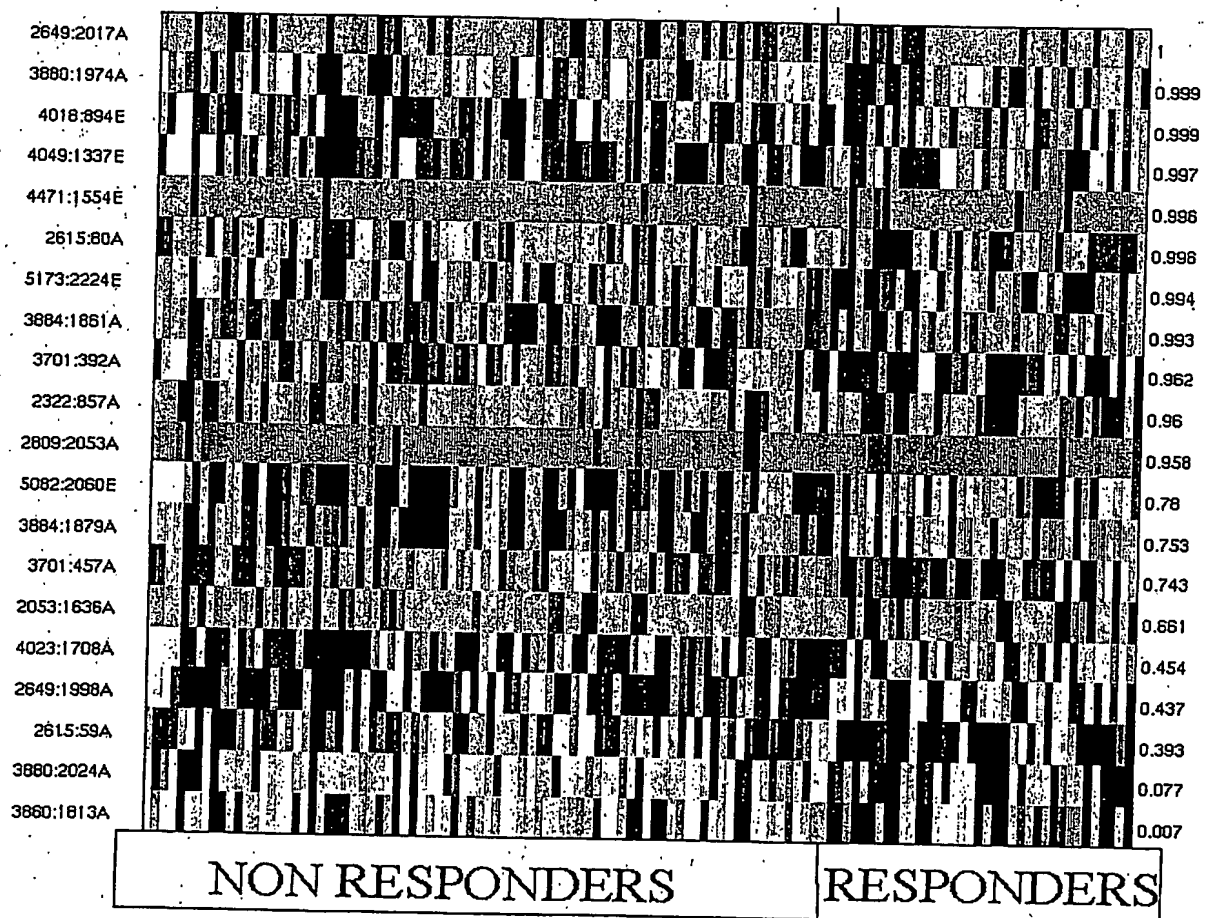 2649:2017A 1
3880:1974A 0.999
4018:894E 0.999
4049:1337E 0.997
4471:1554E 0.996
2615:60A 0.996
5173:2224E 0.994
3884:1861A 0.993
3701:392A 0.962
2322:857A 0.96
2809:2053A 0.958
5082:2060E 0.78
3884:1879A 0.753
3701:457A 0.743
2053:1636A 0.661
4023:1708A 0.454
2649:1998A 0.437
2615:59A 0.393
3880:2024A 0.077
3860:1813A 0.007
NON RESPONDERS RESPONDERS